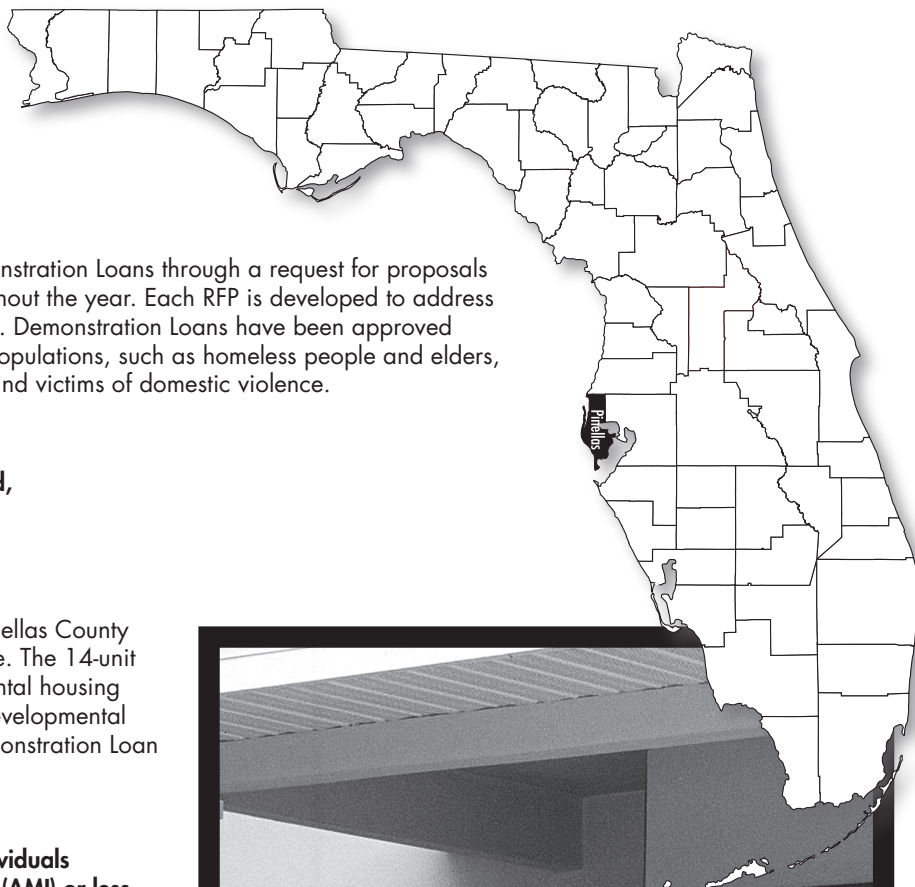 nstration Loans through a request for proposals
hout the year. Each RFP is developed to address
. Demonstration Loans have been approved
opulations, such as homeless people and elders,
nd victims of domestic violence.
Pinellas
d,
ellas County
e. The 14-unit
ntal housing
evelopmental
onstration Loan
viduals
(AMI) or less